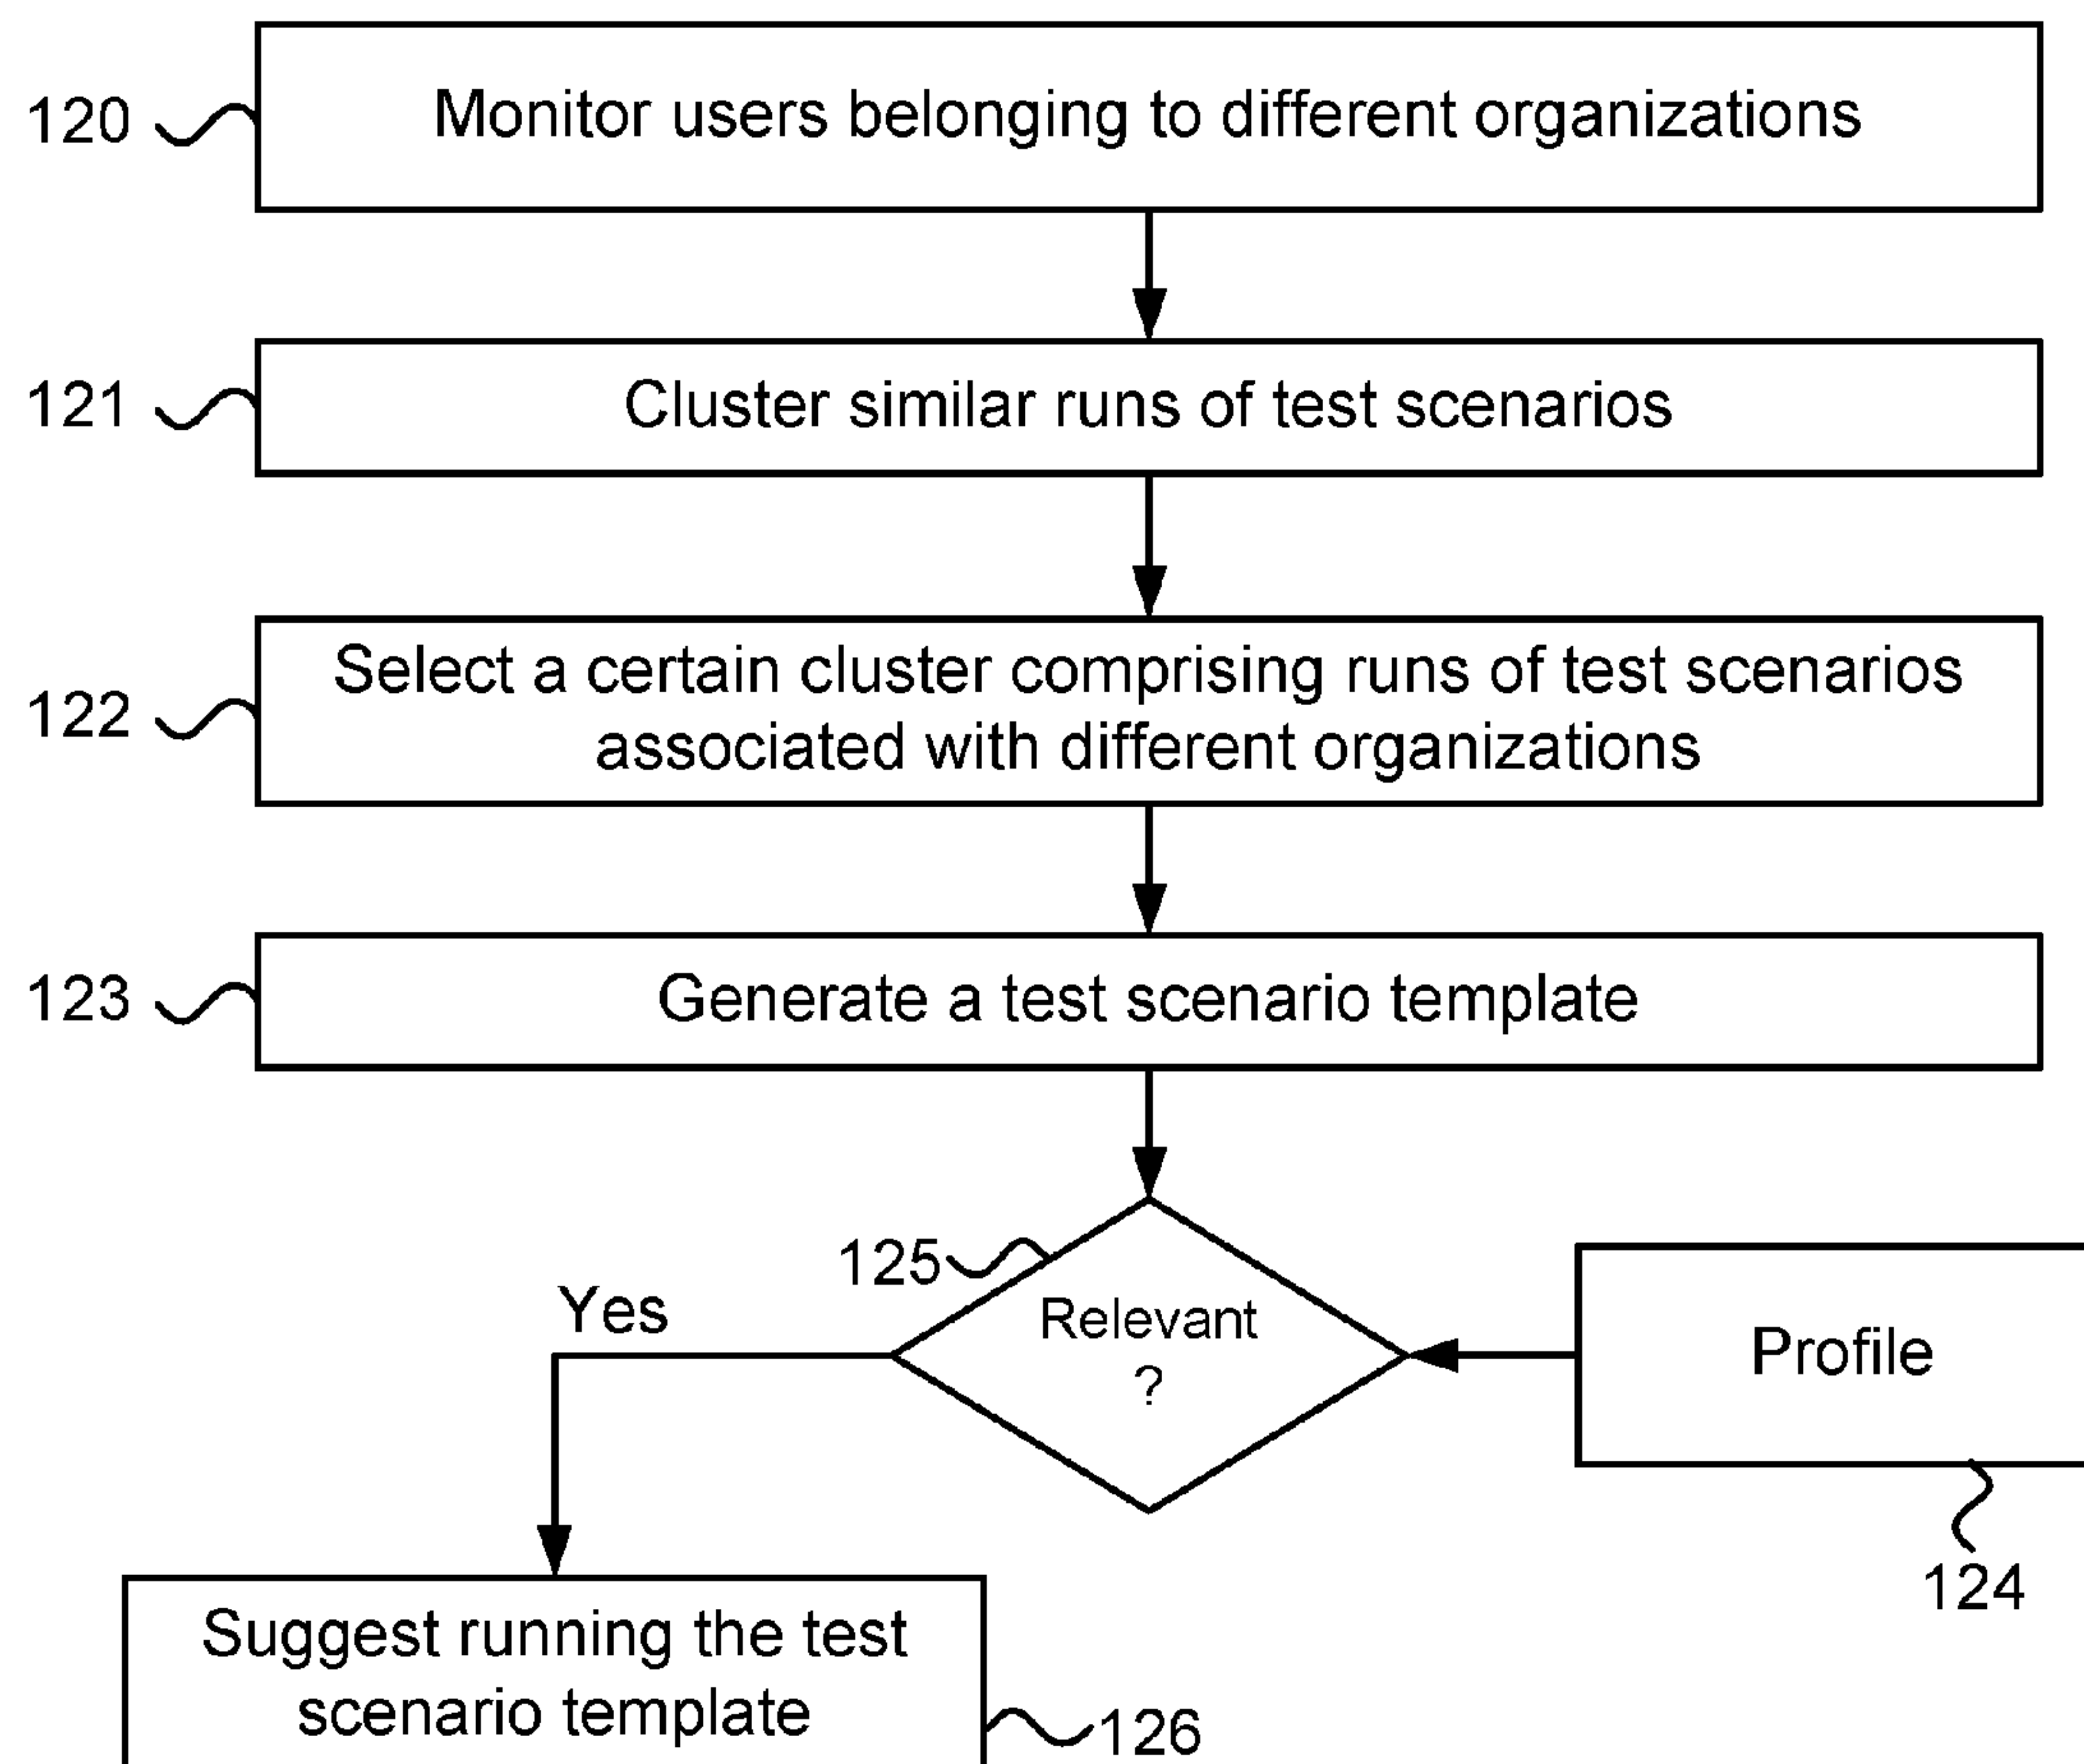 120
Monitor users belonging to different organizations
121
Cluster similar runs of test scenarios
122
Select a certain cluster comprising runs of test scenarios
associated with different organizations
123
Generate a test scenario template
125
Yes
Relevant
?
Profile
124
Suggest running the test
scenario template
126